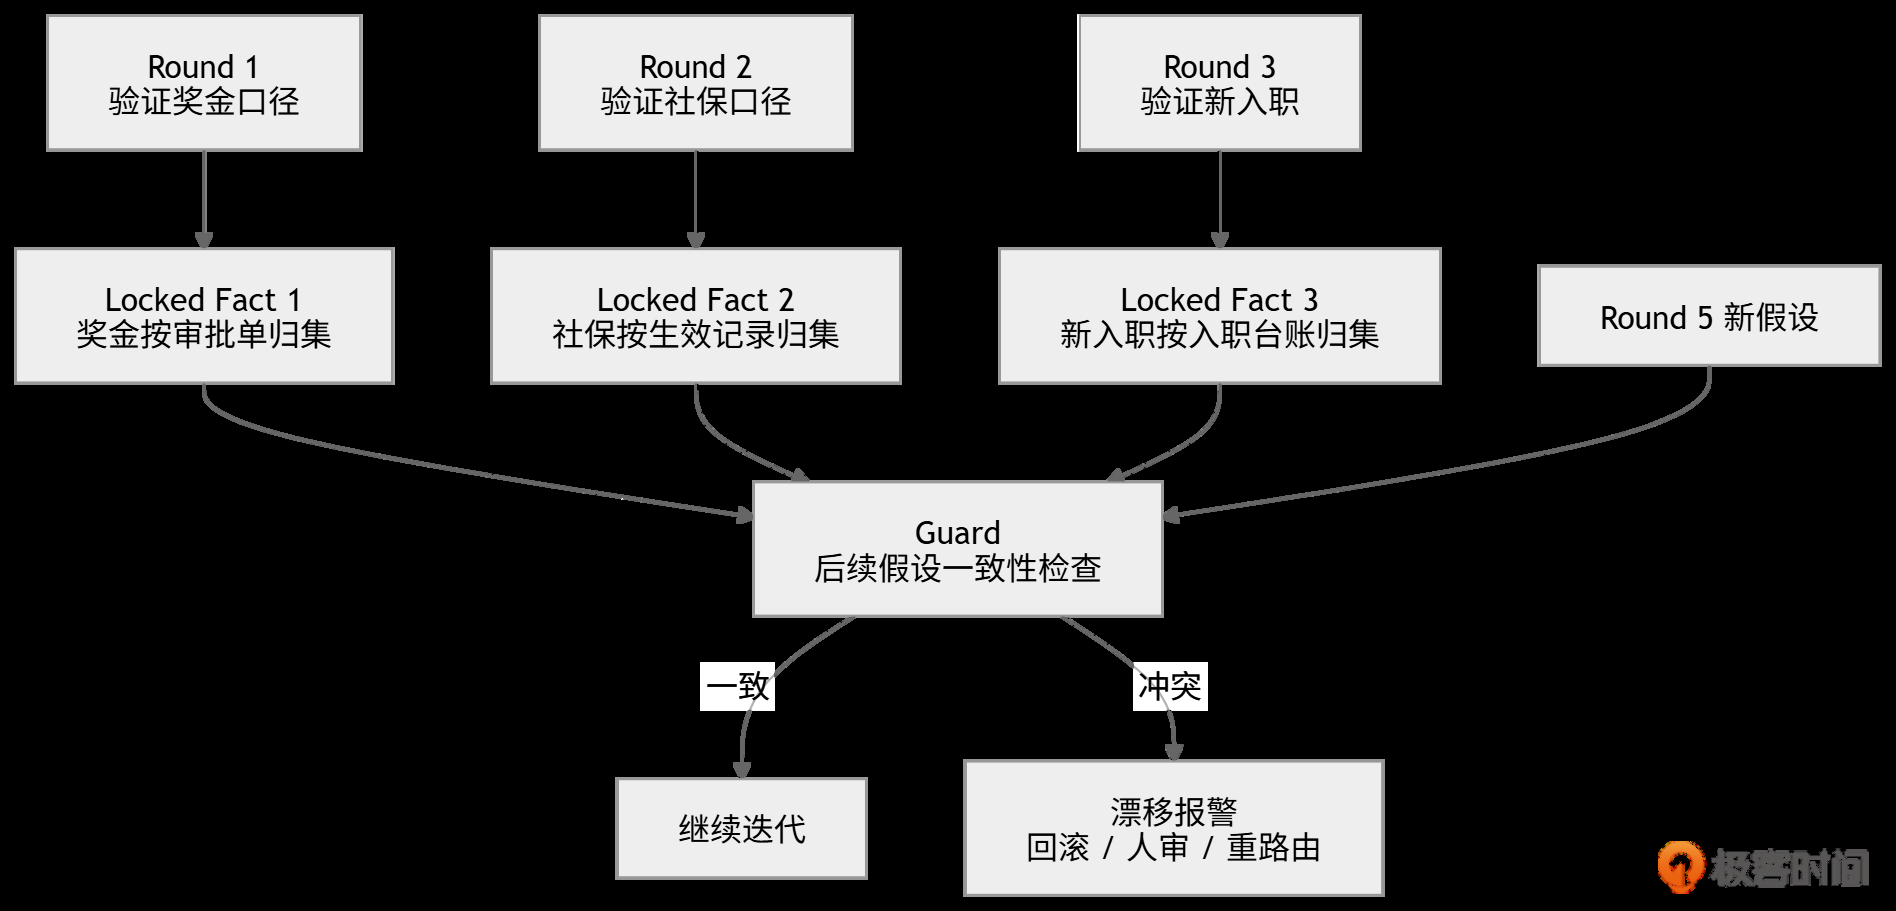 Round 1
验证奖金口径
Round 2
验证社保口径
Round 3
验证新入职
Locked Fact 1
奖金按审批单归集
Locked Fact 2
社保按生效记录归集
Locked Fact 3
新入职按入职台账归集
Round 5 新假设
Guard
后续假设一致性检查
一致
冲突
继续迭代
漂移报警
回滚 / 人审 / 重路由
极客时间